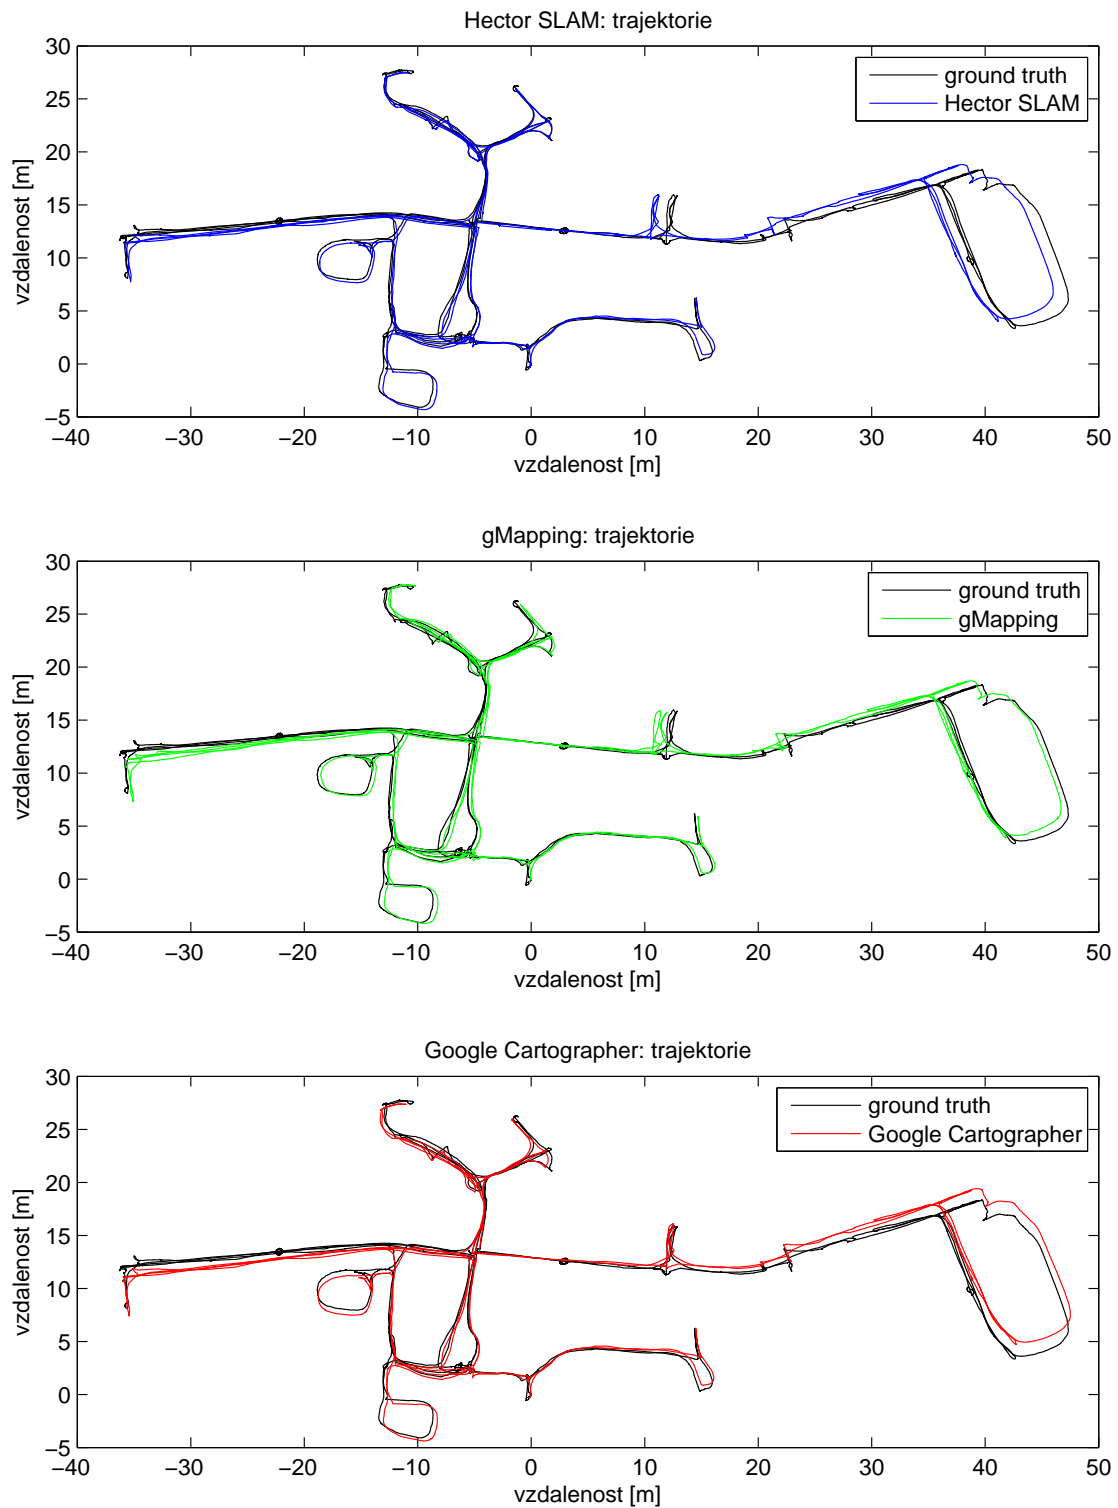 Hector SLAM: trajektorie
30
25
20
15
10
5
0
−5
vzdalenost [m]
ground truth
Hector SLAM
−40 −30 −20 −10 0 10 20 30 40 50
vzdalenost [m]
gMapping: trajektorie
30
25
20
15
10
5
0
−5
vzdalenost [m]
ground truth
gMapping
−40 −30 −20 −10 0 10 20 30 40 50
vzdalenost [m]
Google Cartographer: trajektorie
30
25
20
15
10
5
0
−5
vzdalenost [m]
ground truth
Google Cartographer
−40 −30 −20 −10 0 10 20 30 40 50
vzdalenost [m]